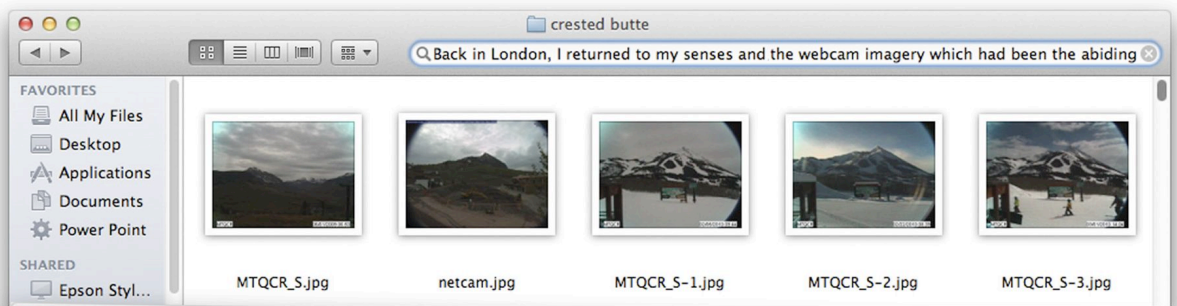 crested butte
Back in London, I returned to my senses and the webcam imagery which had been the abiding
FAVORITES
All My Files
Desktop
Applications
Documents
Power Point
SHARED
Epson Styl...
MTQCR_S.jpg
netcam.jpg
MTQCR_S-1.jpg
MTQCR_S-2.jpg
MTQCR_S-3.jpg